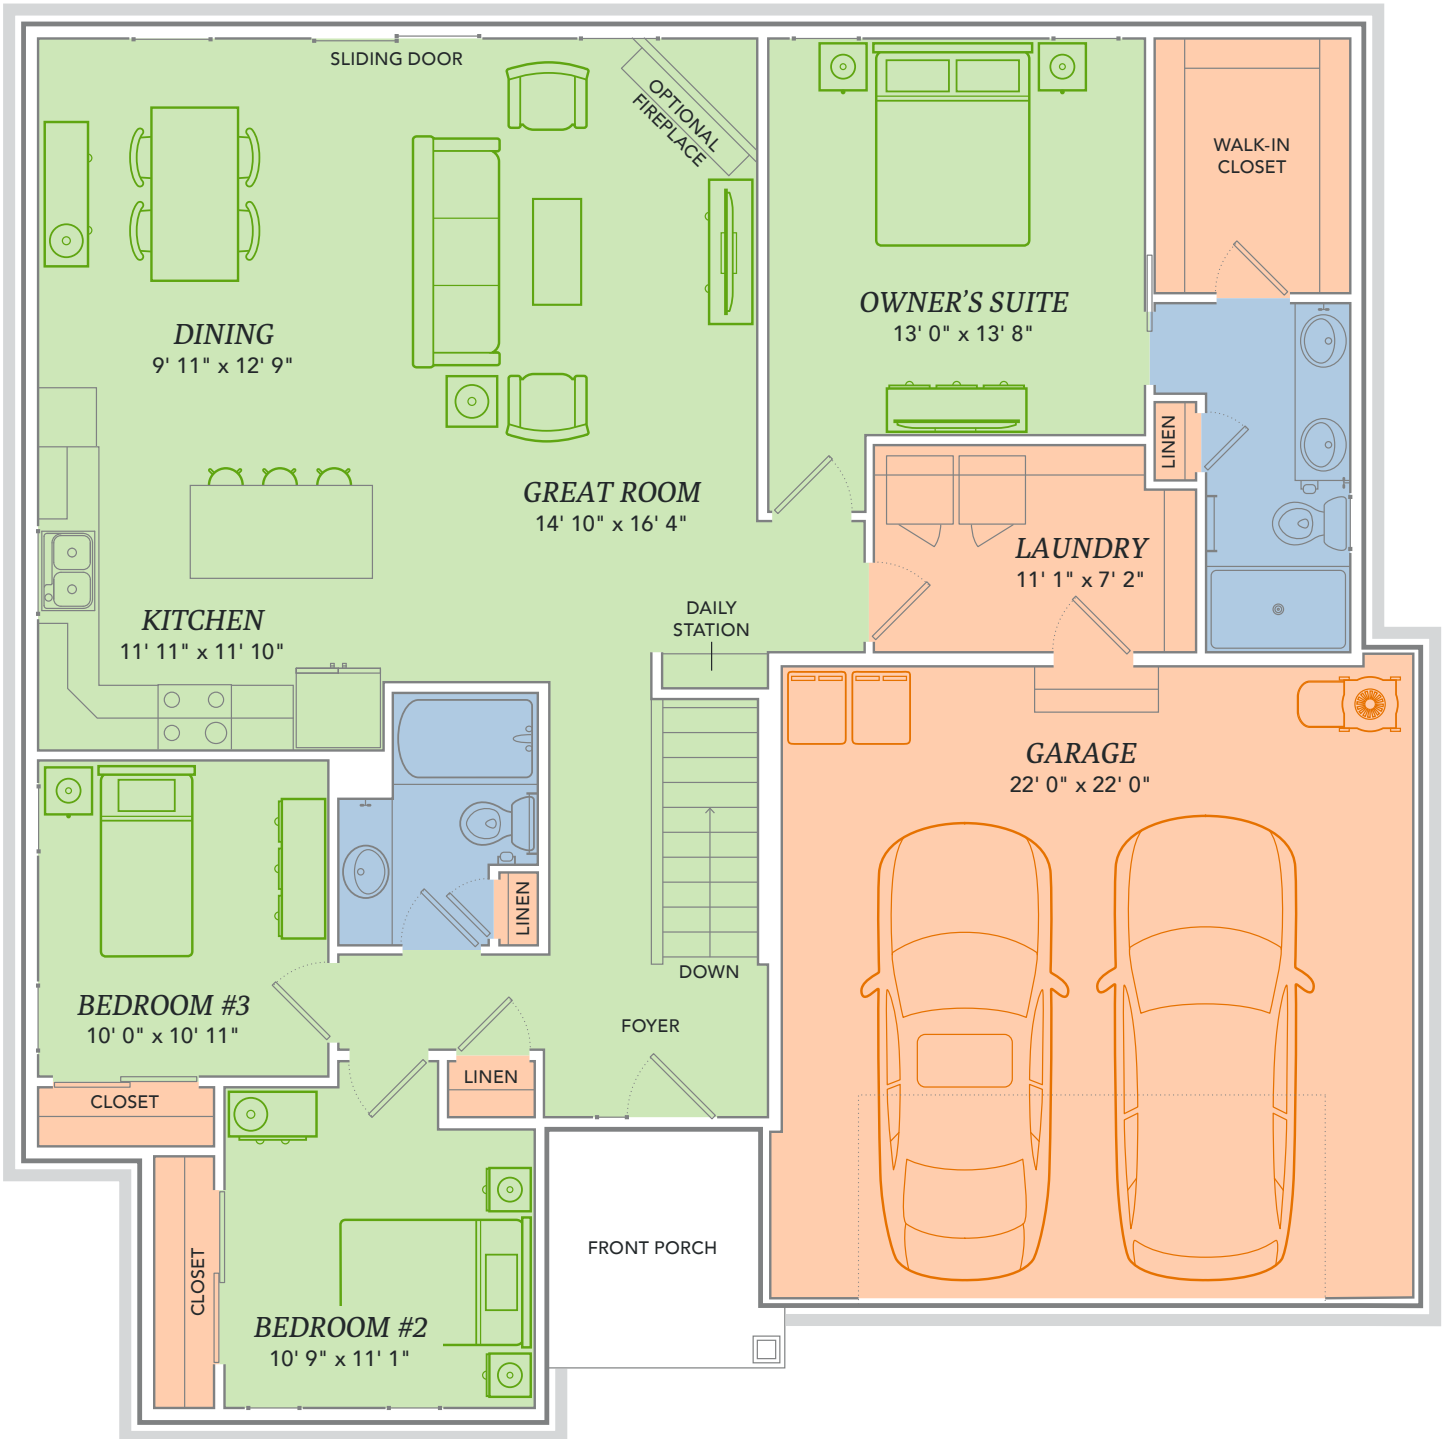 SLIDING DOOR
OPTIONAL
FIREPLACE
WALK-IN
CLOSET
OWNER’S SUITE
13' 0" x 13' 8"
DINING
9' 11" x 12' 9"
LINEN
GREAT ROOM
14' 10" x 16' 4"
LAUNDRY
11' 1" x 7' 2"
KITCHEN
11' 11" x 11' 10"
DAILY
STATION
GARAGE
22' 0" x 22' 0"
LINEN
DOWN
BEDROOM #3
10' 0" x 10' 11"
FOYER
LINEN
CLOSET
CLOSET
FRONT PORCH
BEDROOM #2
10' 9" x 11' 1"